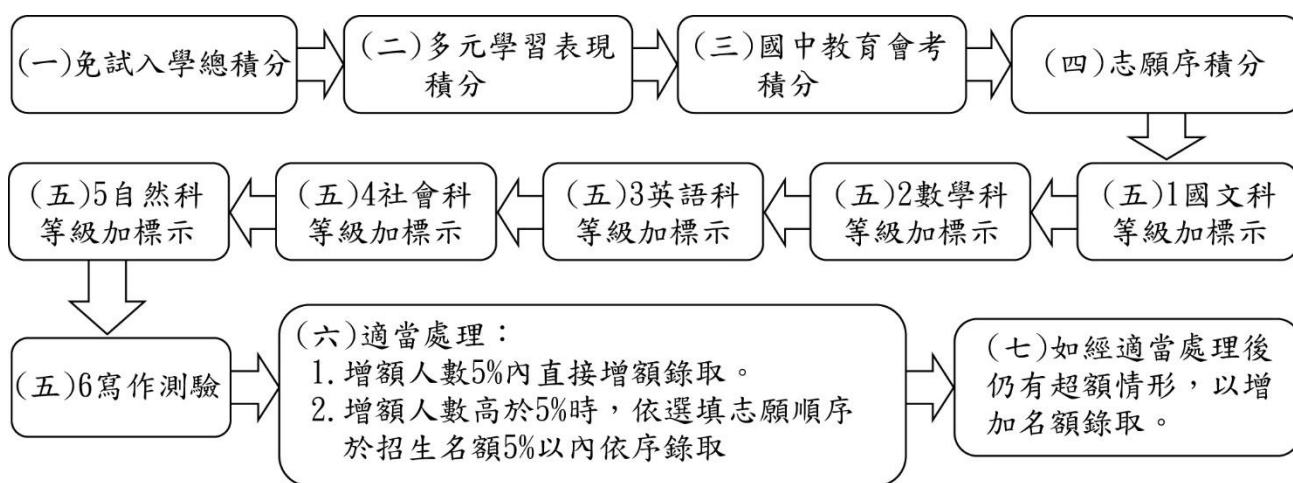 (一)免試入學總積分
(二)多元學習表現
積分
(三)國中教育會考
積分
(四)志願序積分
(五)1國文科
等級加標示
(五)2數學科
等級加標示
(五)3英語科
等級加標示
(五)4社會科
等級加標示
(五)5自然科
等級加標示
(五)6寫作測驗
(六)適當處理：
1.增額人數5%內直接增額錄取。
2.增額人數高於5%時，依選填志願順序
於招生名額5%以內依序錄取
(七)如經適當處理後
仍有超額情形，以增
加名額錄取。